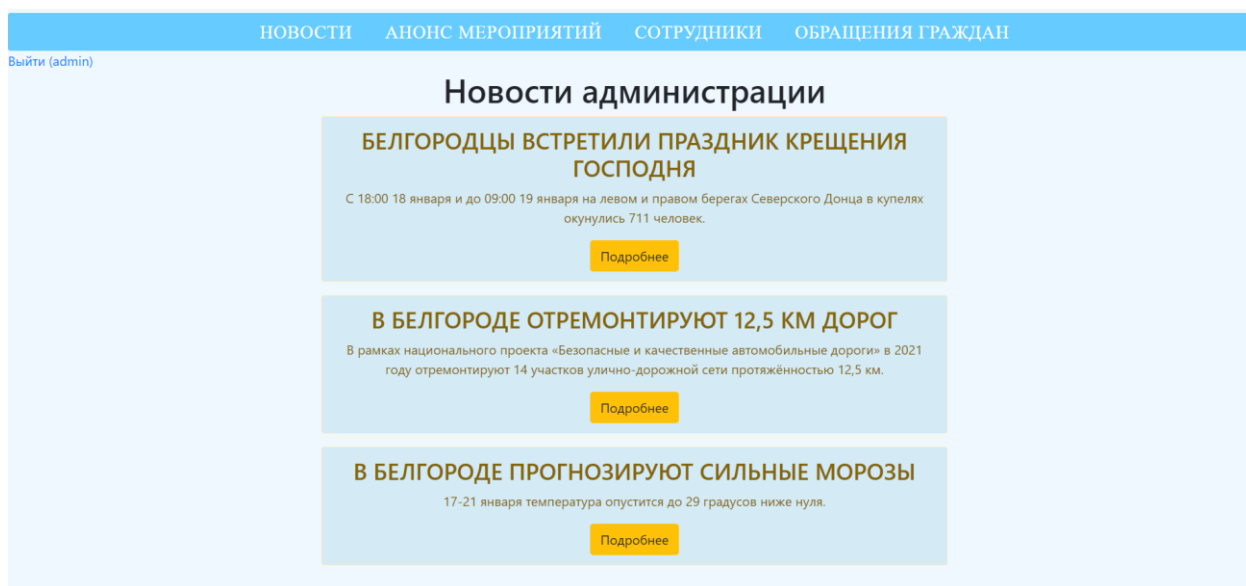 НОВОСТИ АНОНС МЕРОПРИЯТИЙ СОТРУДНИКИ ОБРАЩЕНИЯ ГРАЖДАН
Выйти (admin)
Новости администрации
БЕЛГОРОДЦЫ ВСТРЕТИЛИ ПРАЗДНИК КРЕЩЕНИЯ
ГОСПОДНЯ
С 18:00 18 января и до 09:00 19 января на левом и правом берегах Северского Донца в купелях
окунулись 711 человек.
Подробнее
В БЕЛГОРОДЕ ОТРЕМОНТИРУЮТ 12,5 КМ ДОРОГ
В рамках национального проекта «Безопасные и качественные автомобильные дороги» в 2021
году отремонтируют 14 участков улично-дорожной сети протяжённостью 12,5 км.
Подробнее
В БЕЛГОРОДЕ ПРОГНОЗИРУЮТ СИЛЬНЫЕ МОРОЗЫ
17-21 января температура опустится до 29 градусов ниже нуля.
Подробнее